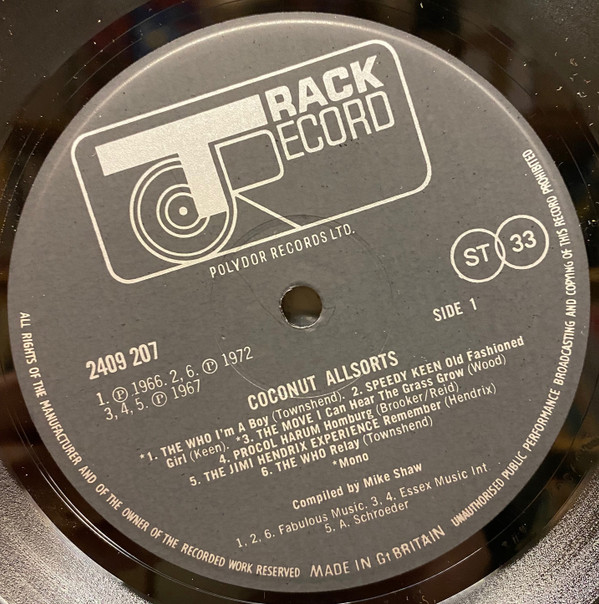 TRACK
RECORD
POLYDOR RECORDS LTD.
ST 33
SIDE 1
2409 207
1. Ⓟ 1966. 2, 6. Ⓟ 1972
3, 4, 5. Ⓟ 1967
COCONUT ALLSORTS
*1. THE WHO I'm A Boy (Townshend). 2. SPEEDY KEEN Old Fashioned
Girl (Keen). *3. THE MOVE I Can Hear The Grass Grow (Wood)
4. PROCOL HARUM Homburg (Brooker/Reid)
5. THE JIMI HENDRIX EXPERIENCE Remember (Hendrix)
6. THE WHO Relay (Townshend)
*Mono
Compiled by Mike Shaw
1, 2, 6. Fabulous Music. 3, 4. Essex Music Int
5. A. Schroeder
ALL RIGHTS OF THE MANUFACTURER AND OF THE OWNER OF THE RECORDED WORK RESERVED MADE IN Gt BRITAIN UNAUTHORISED PUBLIC PERFORMANCE BROADCASTING AND COPYING OF THIS RECORD PROHIBITED